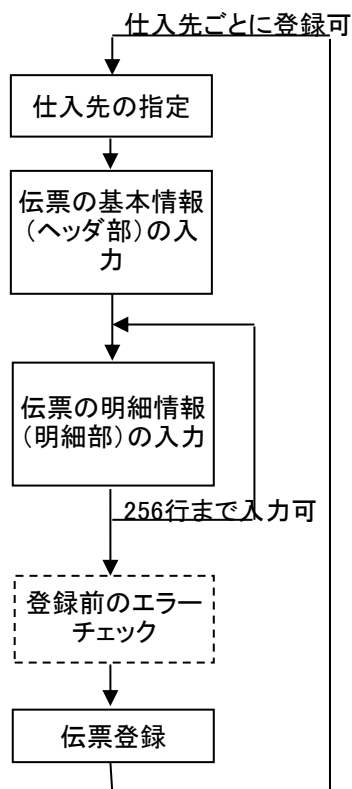 仕入先ごとに登録可
仕入先の指定
伝票の基本情報
（ヘッダ部）の入
力
伝票の明細情報
（明細部）の入力
256行まで入力可
登録前のエラー
チェック
伝票登録